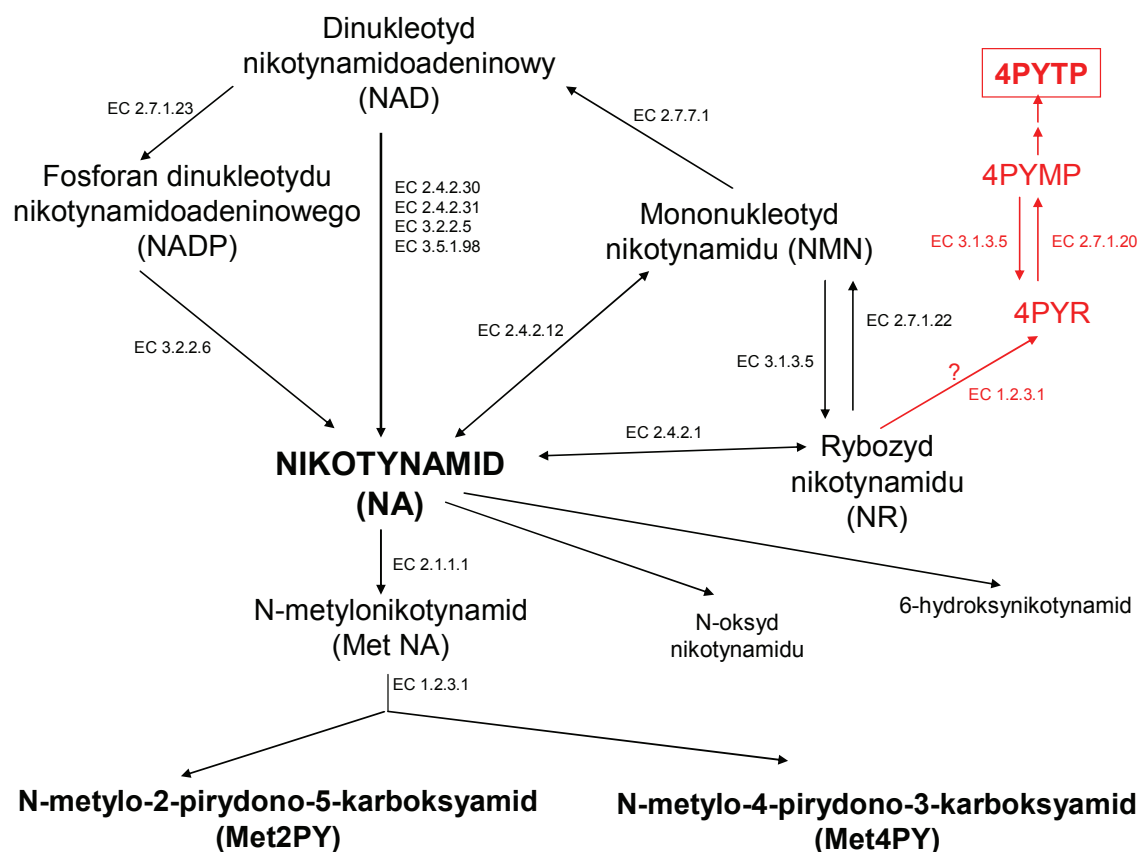 Dinukleotyd
nikotynamidoadeninowy
(NAD)
4PYTP
EC 2.7.1.23
EC 2.7.7.1
Fosforan dinukleotydu
nikotynamidoadeninowego
(NADP)
EC 2.4.2.30
EC 2.4.2.31
EC 3.2.2.5
EC 3.5.1.98
4PYMP
Mononukleotyd
nikotynamidu (NMN)
EC 3.1.3.5
EC 2.7.1.20
4PYR
EC 3.2.2.6
EC 2.4.2.12
EC 2.7.1.22
EC 3.1.3.5
?
EC 1.2.3.1
EC 2.4.2.1
NIKOTYNAMID
(NA)
Rybozyd
nikotynamidu
(NR)
EC 2.1.1.1
N-metylonikotynamid
(Met NA)
N-oksyd
nikotynamidu
6-hydroksynikotynamid
EC 1.2.3.1
N-metylo-2-pirydono-5-karboksyamid
(Met2PY)
N-metylo-4-pirydono-3-karboksyamid
(Met4PY)